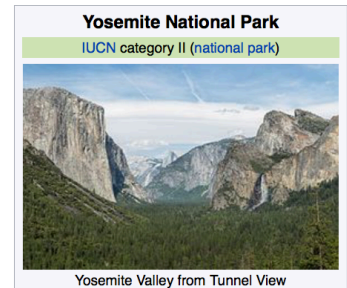 Yosemite National Park
IUCN category II (national park)
Yosemite Valley from Tunnel View